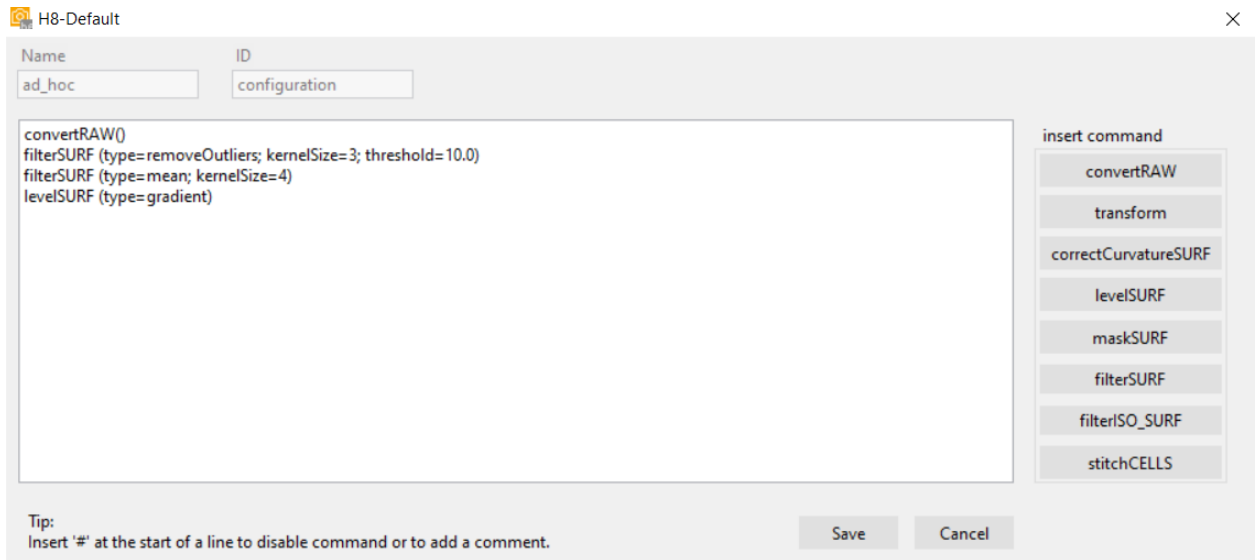 H8-Default
Name
ID
ad_hoc
configuration
convertRAW()
filterSURF (type=removeOutliers; kernelSize=3; threshold=10.0)
filterSURF (type=mean; kernelSize=4)
levelSURF (type=gradient)
insert command
convertRAW
transform
correctCurvatureSURF
levelSURF
maskSURF
filterSURF
filterISO_SURF
stitchCELLS
Tip:
Insert '#' at the start of a line to disable command or to add a comment.
Save
Cancel